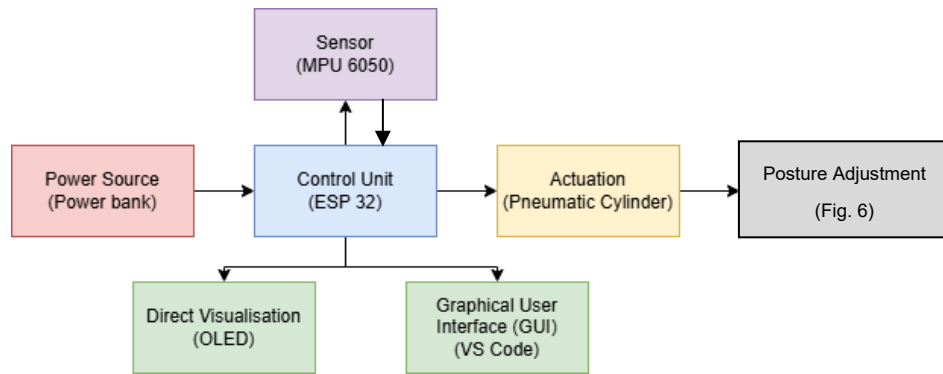 Sensor
(MPU 6050)
Power Source
(Power bank)
Control Unit
(ESP 32)
Actuation
(Pneumatic Cylinder)
Posture Adjustment
(Fig. 6)
Direct Visualisation
(OLED)
Graphical User
Interface (GUI)
(VS Code)